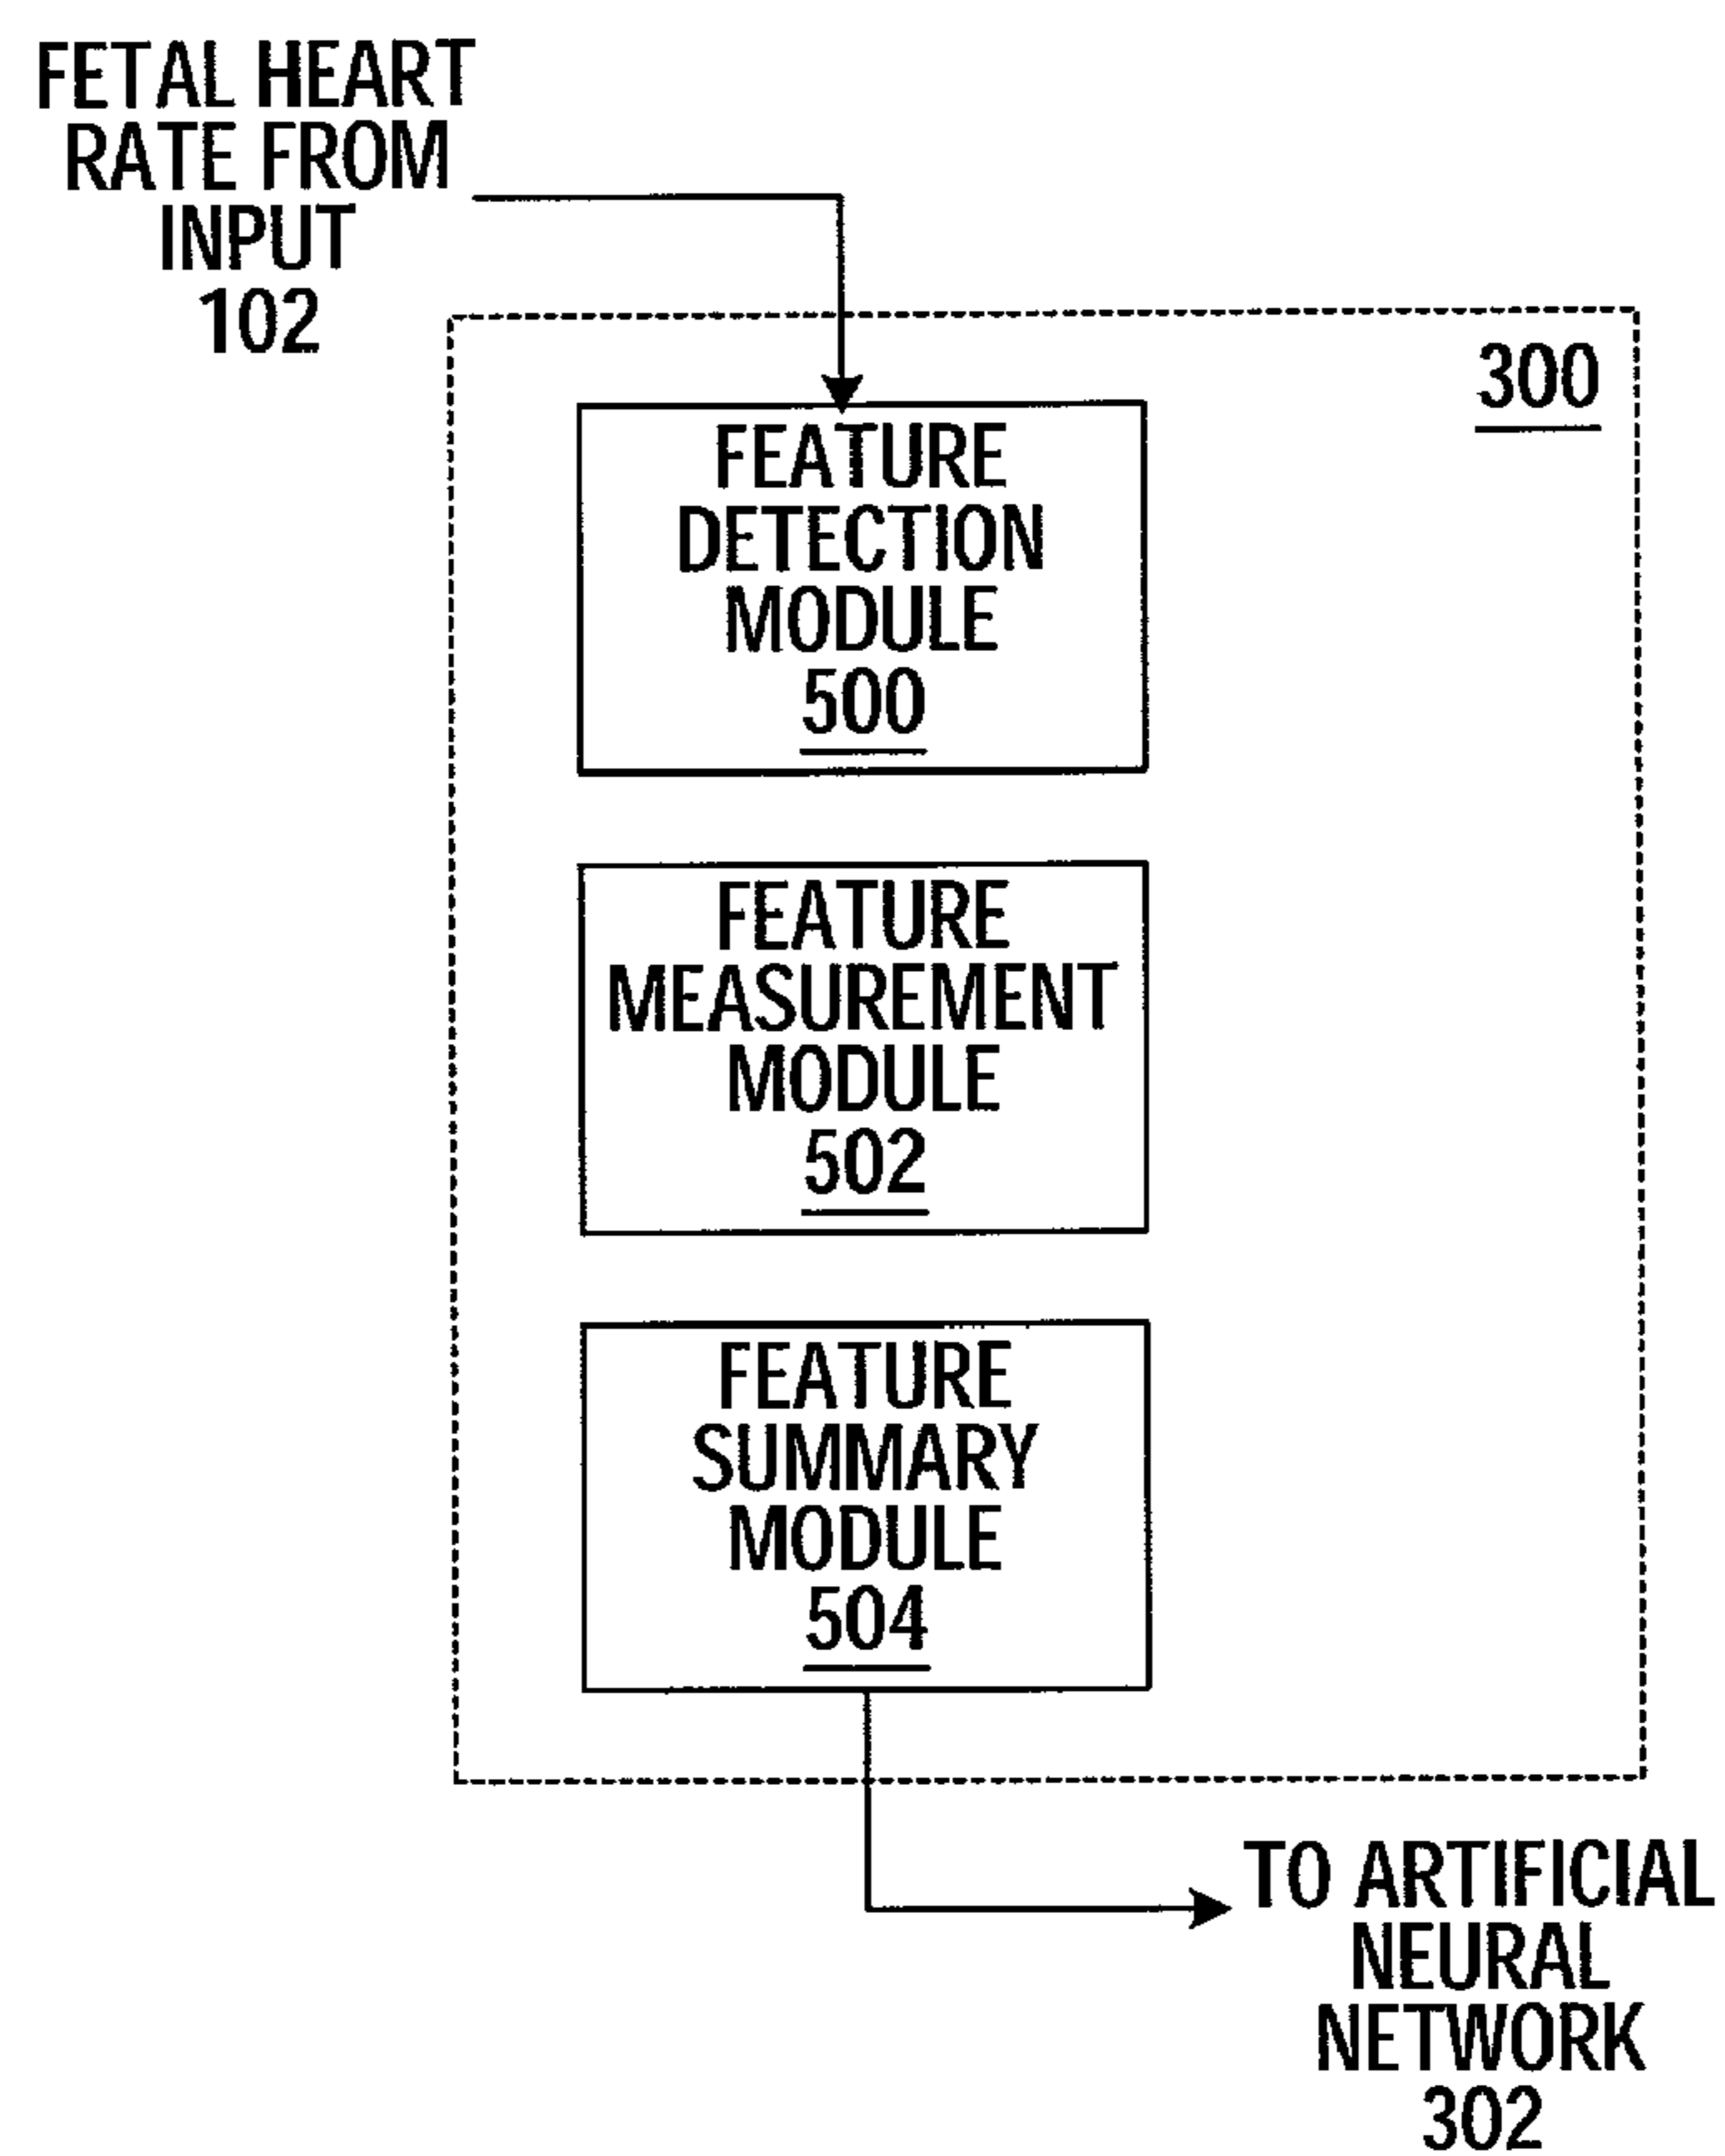 FETAL HEART
RATE FROM
INPUT
102
300
FEATURE
DETECTION
MODULE
500
FEATURE
MEASUREMENT
MODULE
502
FEATURE
SUMMARY
MODULE
504
TO ARTIFICIAL
NEURAL
NETWORK
302